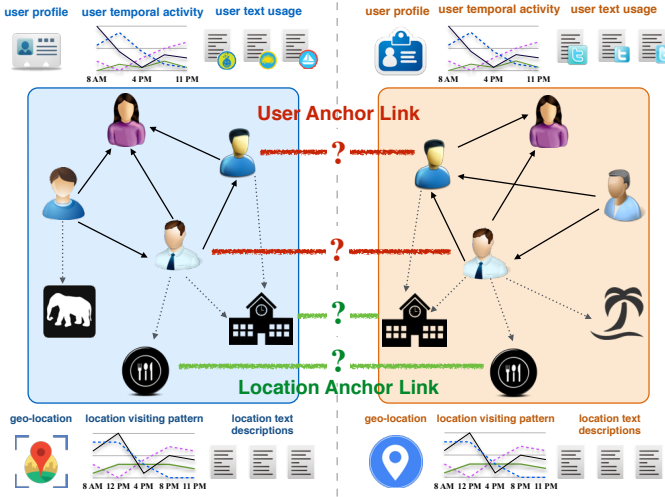 user profile
user temporal activity
user text usage
8 AM 4 PM 11 PM
user profile
user temporal activity
user text usage
8 AM 4 PM 11 PM
User Anchor Link
?
?
?
?
Location Anchor Link
geo-location
location visiting pattern
location text
descriptions
8 AM 12 PM 4 PM 8 PM 11 PM
geo-location
location visiting pattern
location text
descriptions
8 AM 12 PM 4 PM 8 PM 11 PM